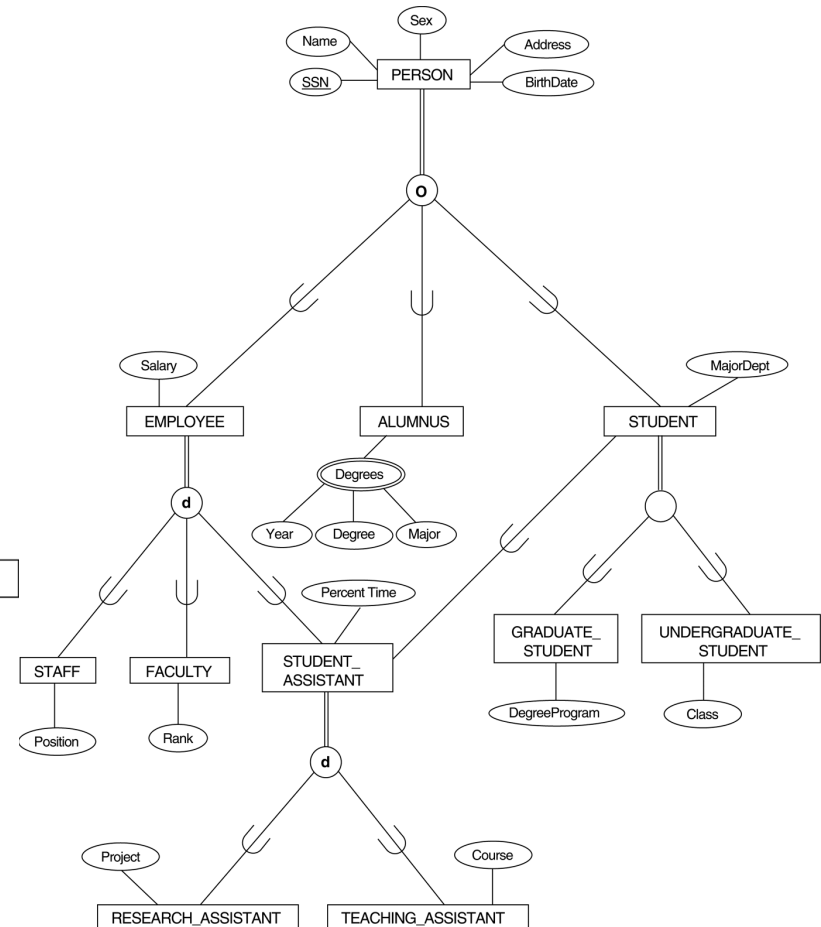 Sex
Name
Address
PERSON
SSN
BirthDate
O
Salary
MajorDept
EMPLOYEE
ALUMNUS
STUDENT
Degrees
d
Year
Degree
Major
Percent Time
GRADUATE_
STUDENT
UNDERGRADUATE_
STUDENT
STAFF
FACULTY
STUDENT_
ASSISTANT
DegreeProgram
Class
Position
Rank
d
Project
Course
RESEARCH_ASSISTANT
TEACHING_ASSISTANT